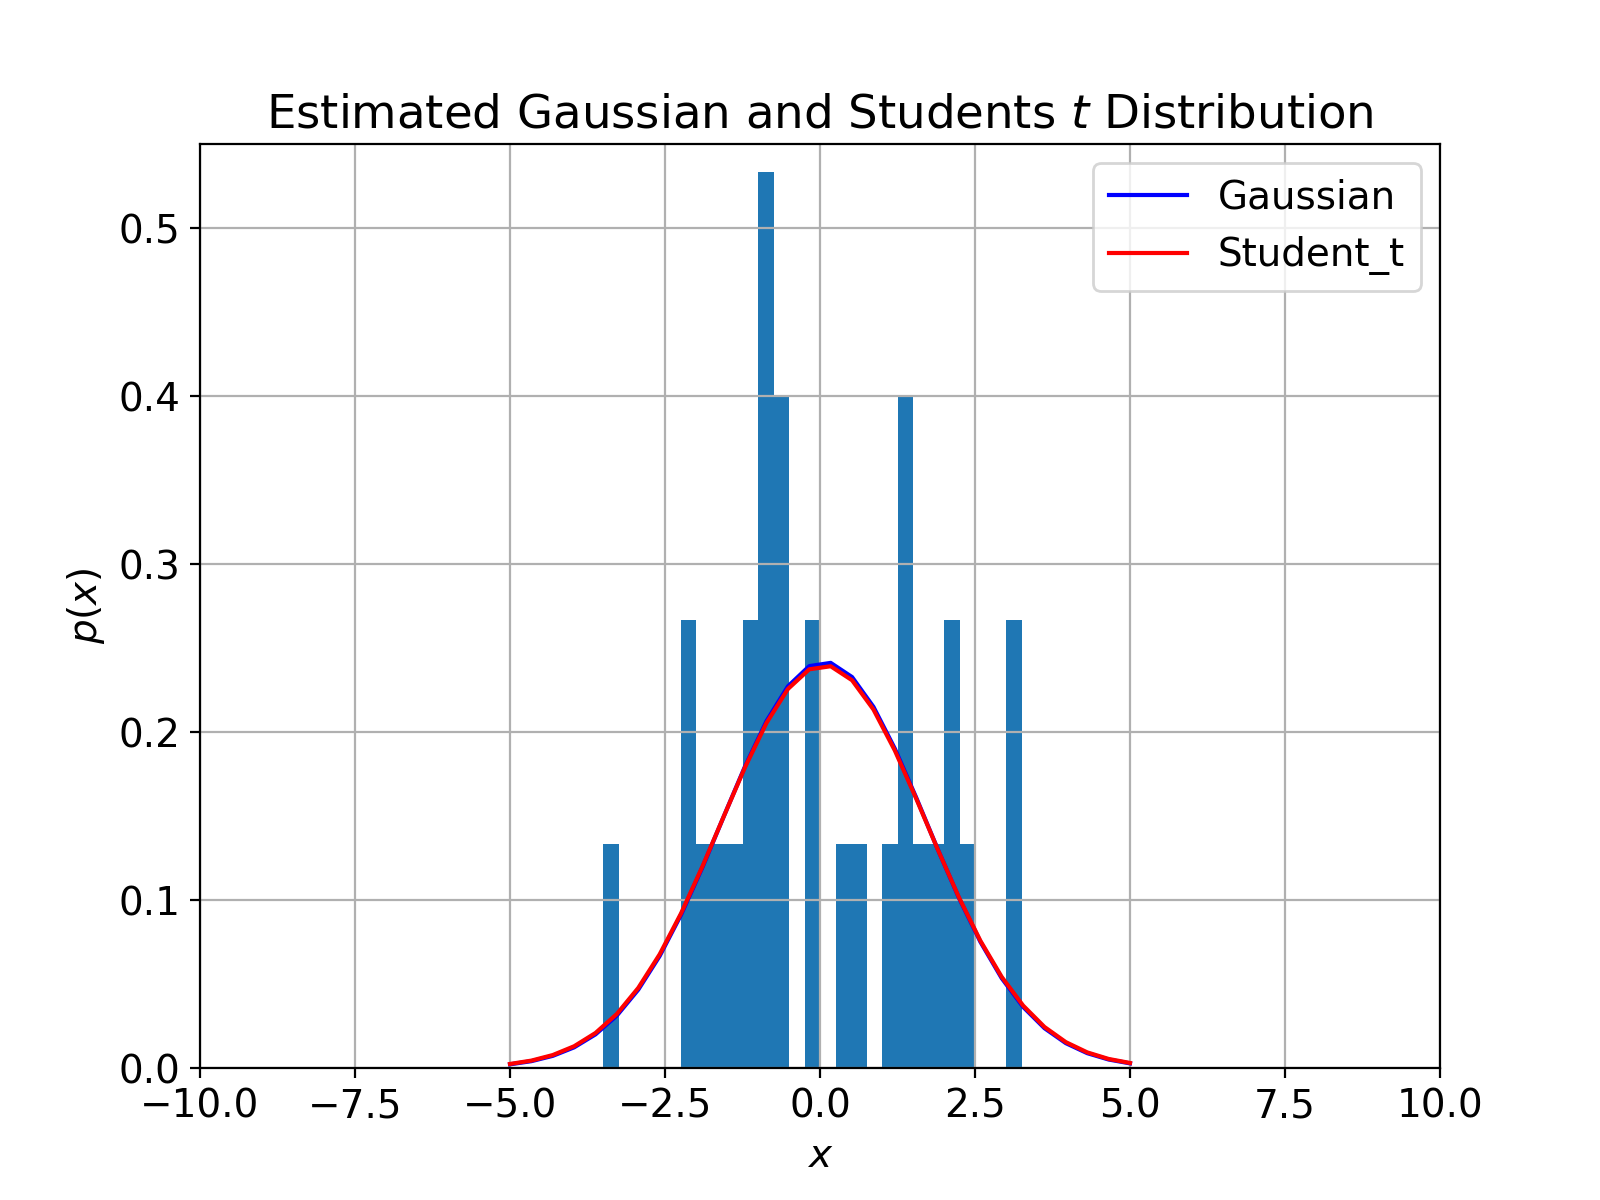 Estimated Gaussian and Students t Distribution
Gaussian
Student_t
0.5
0.4
0.3
0.2
0.1
0.0
p(x)
−10.0 −7.5 −5.0 −2.5 0.0 2.5 5.0 7.5 10.0
x